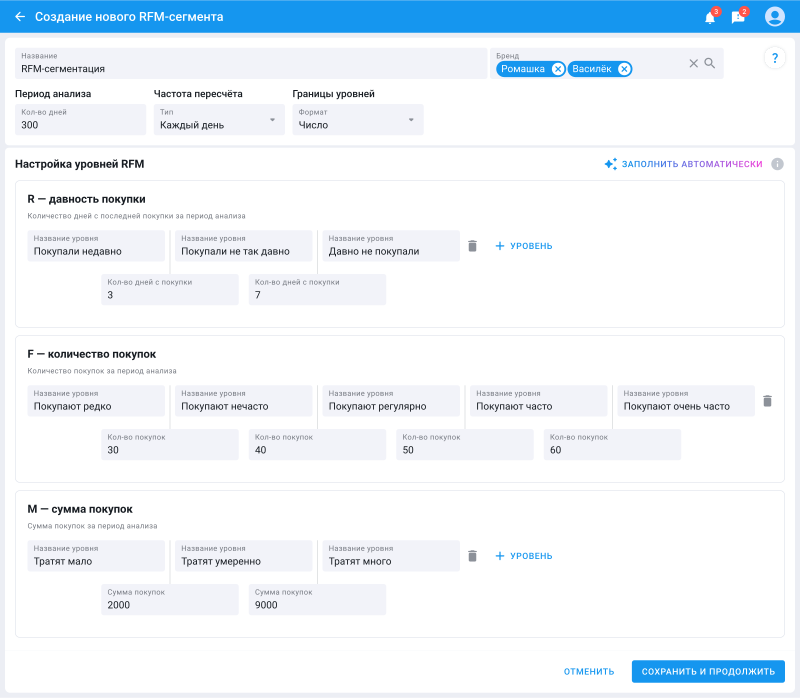 Создание нового RFM-сегмента
3
2
Название
RFM-сегментация
Бренд
Ромашка
Василёк
?
Период анализа
Кол-во дней
300
Частота пересчёта
Тип
Каждый день
Границы уровней
Формат
Число
Настройка уровней RFM
ЗАПОЛНИТЬ АВТОМАТИЧЕСКИ
R — давность покупки
Количество дней с последней покупки за период анализа
Название уровня
Покупали недавно
Название уровня
Покупали не так давно
Название уровня
Давно не покупали
УРОВЕНЬ
Кол-во дней с покупки
3
Кол-во дней с покупки
7
F — количество покупок
Количество покупок за период анализа
Название уровня
Покупают редко
Название уровня
Покупают нечасто
Название уровня
Покупают регулярно
Название уровня
Покупают часто
Название уровня
Покупают очень часто
Кол-во покупок
30
Кол-во покупок
40
Кол-во покупок
50
Кол-во покупок
60
M — сумма покупок
Сумма покупок за период анализа
Название уровня
Тратят мало
Название уровня
Тратят умеренно
Название уровня
Тратят много
УРОВЕНЬ
Сумма покупок
2000
Сумма покупок
9000
ОТМЕНИТЬ
СОХРАНИТЬ И ПРОДОЛЖИТЬ